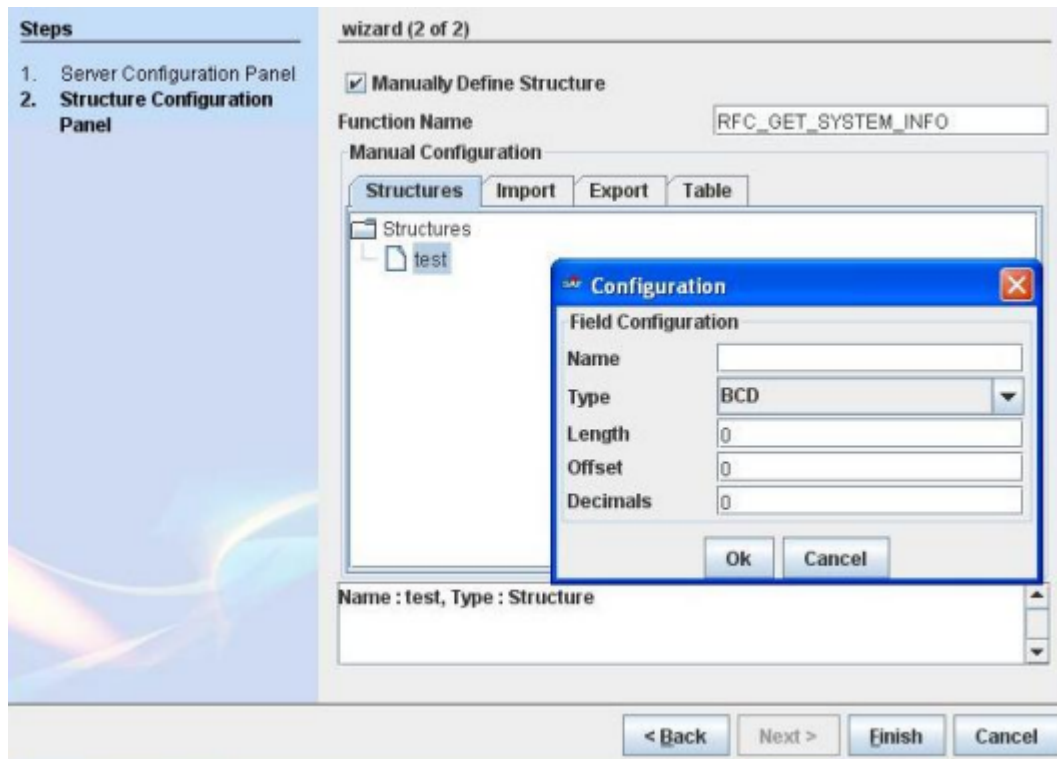 Steps
1. Server Configuration Panel
2. Structure Configuration
Panel
wizard (2 of 2)
Manually Define Structure
Function Name RFC_GET_SYSTEM_INFO
Manual Configuration
Structures Import Export Table
Structures
test
Configuration
Field Configuration
Name
Type BCD
Length 0
Offset 0
Decimals 0
Ok Cancel
Name : test, Type : Structure
< Back Next > Finish Cancel